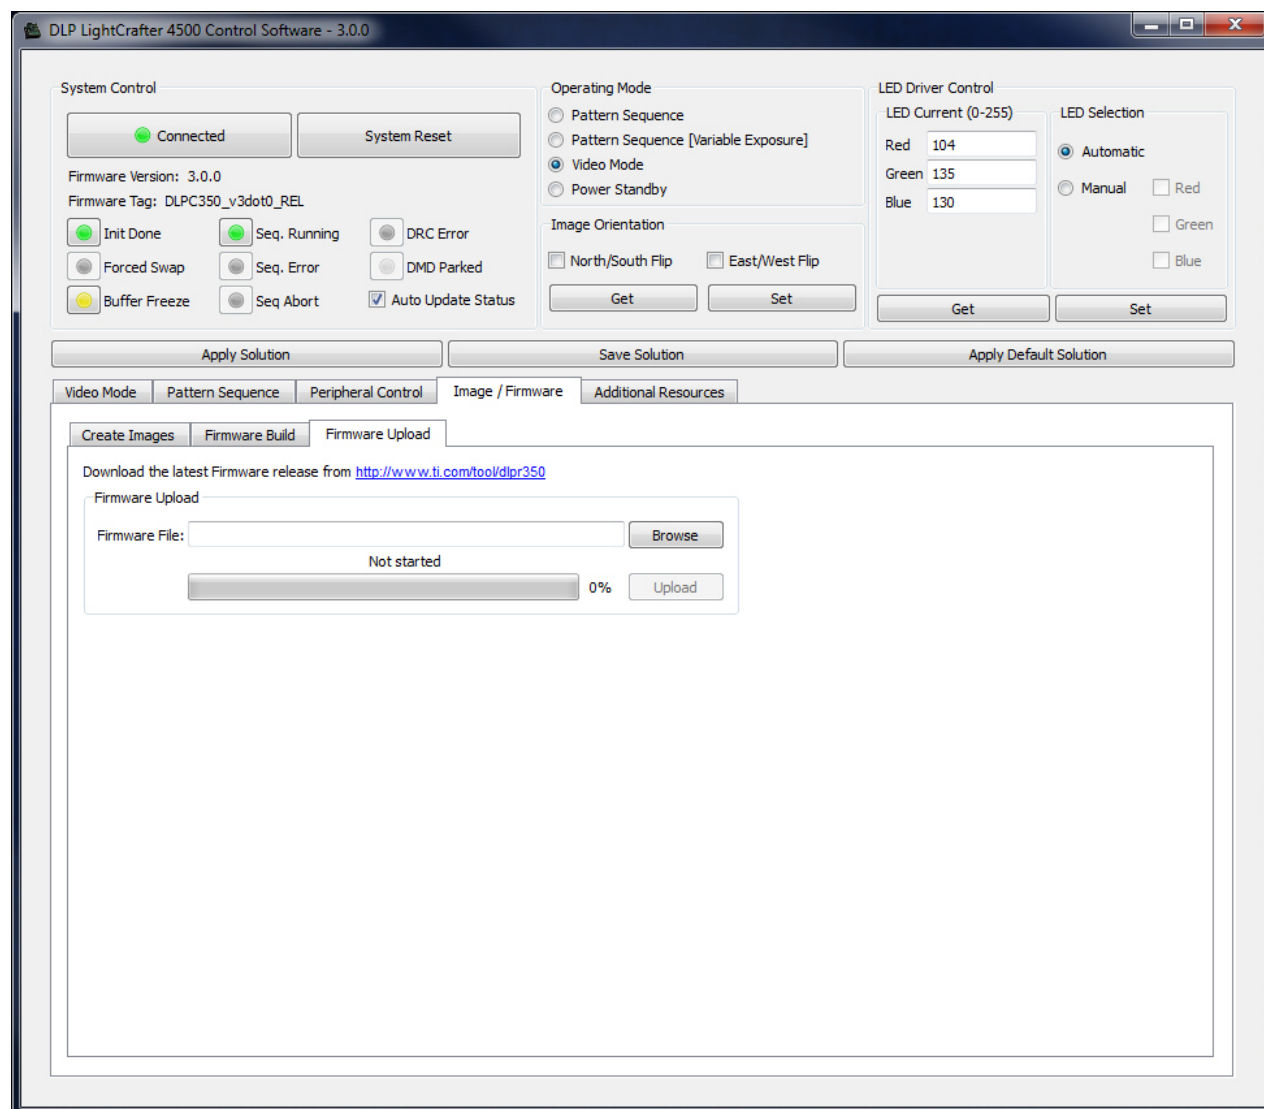 DLP LightCrafter 4500 Control Software - 3.0.0
System Control
Connected
System Reset
Firmware Version: 3.0.0
Firmware Tag: DLPC350_v3dot0_REL
Init Done
Seq. Running
DRC Error
Forced Swap
Seq. Error
DMD Parked
Buffer Freeze
Seq Abort
Auto Update Status
Operating Mode
Pattern Sequence
Pattern Sequence [Variable Exposure]
Video Mode
Power Standby
Image Orientation
North/South Flip
East/West Flip
Get
Set
LED Driver Control
LED Current (0-255)
Red 104
Green 135
Blue 130
LED Selection
Automatic
Manual
Red
Green
Blue
Get
Set
Apply Solution
Save Solution
Apply Default Solution
Video Mode
Pattern Sequence
Peripheral Control
Image / Firmware
Additional Resources
Create Images
Firmware Build
Firmware Upload
Download the latest Firmware release from http://www.ti.com/tool/dlpr350
Firmware Upload
Firmware File:
Browse
Not started
0%
Upload